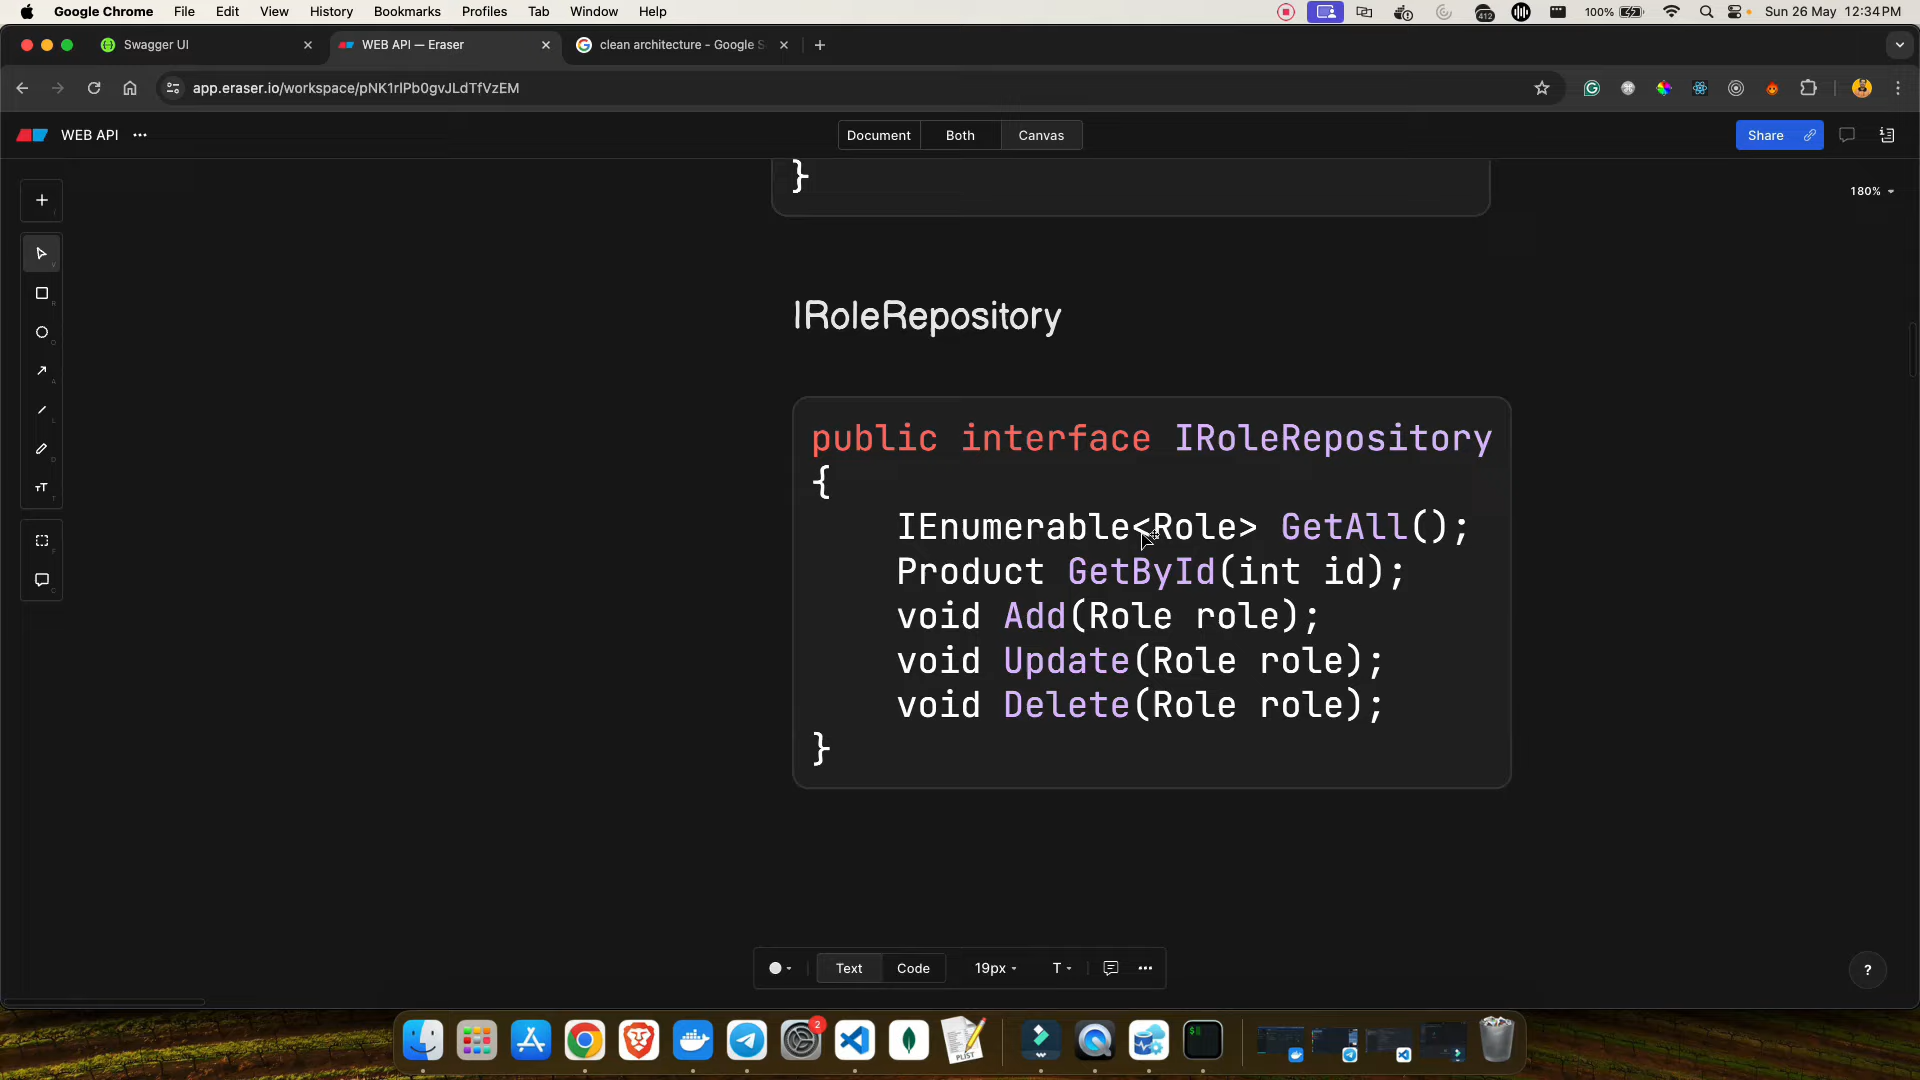 Google Chrome File Edit View History Bookmarks Profiles Tab Window Help
412 100% Sun 26 May 12:34 PM
Swagger UI
WEB API — Eraser
clean architecture - Google S
app.eraser.io/workspace/pNK1rlPb0gvJLdTfVzEM
WEB API
Document Both Canvas
Share
180%
}
IRoleRepository
public interface IRoleRepository
{
IEnumerable<Role> GetAll();
Product GetById(int id);
void Add(Role role);
void Update(Role role);
void Delete(Role role);
}
Text Code 19px T
?
2
PLIST
$